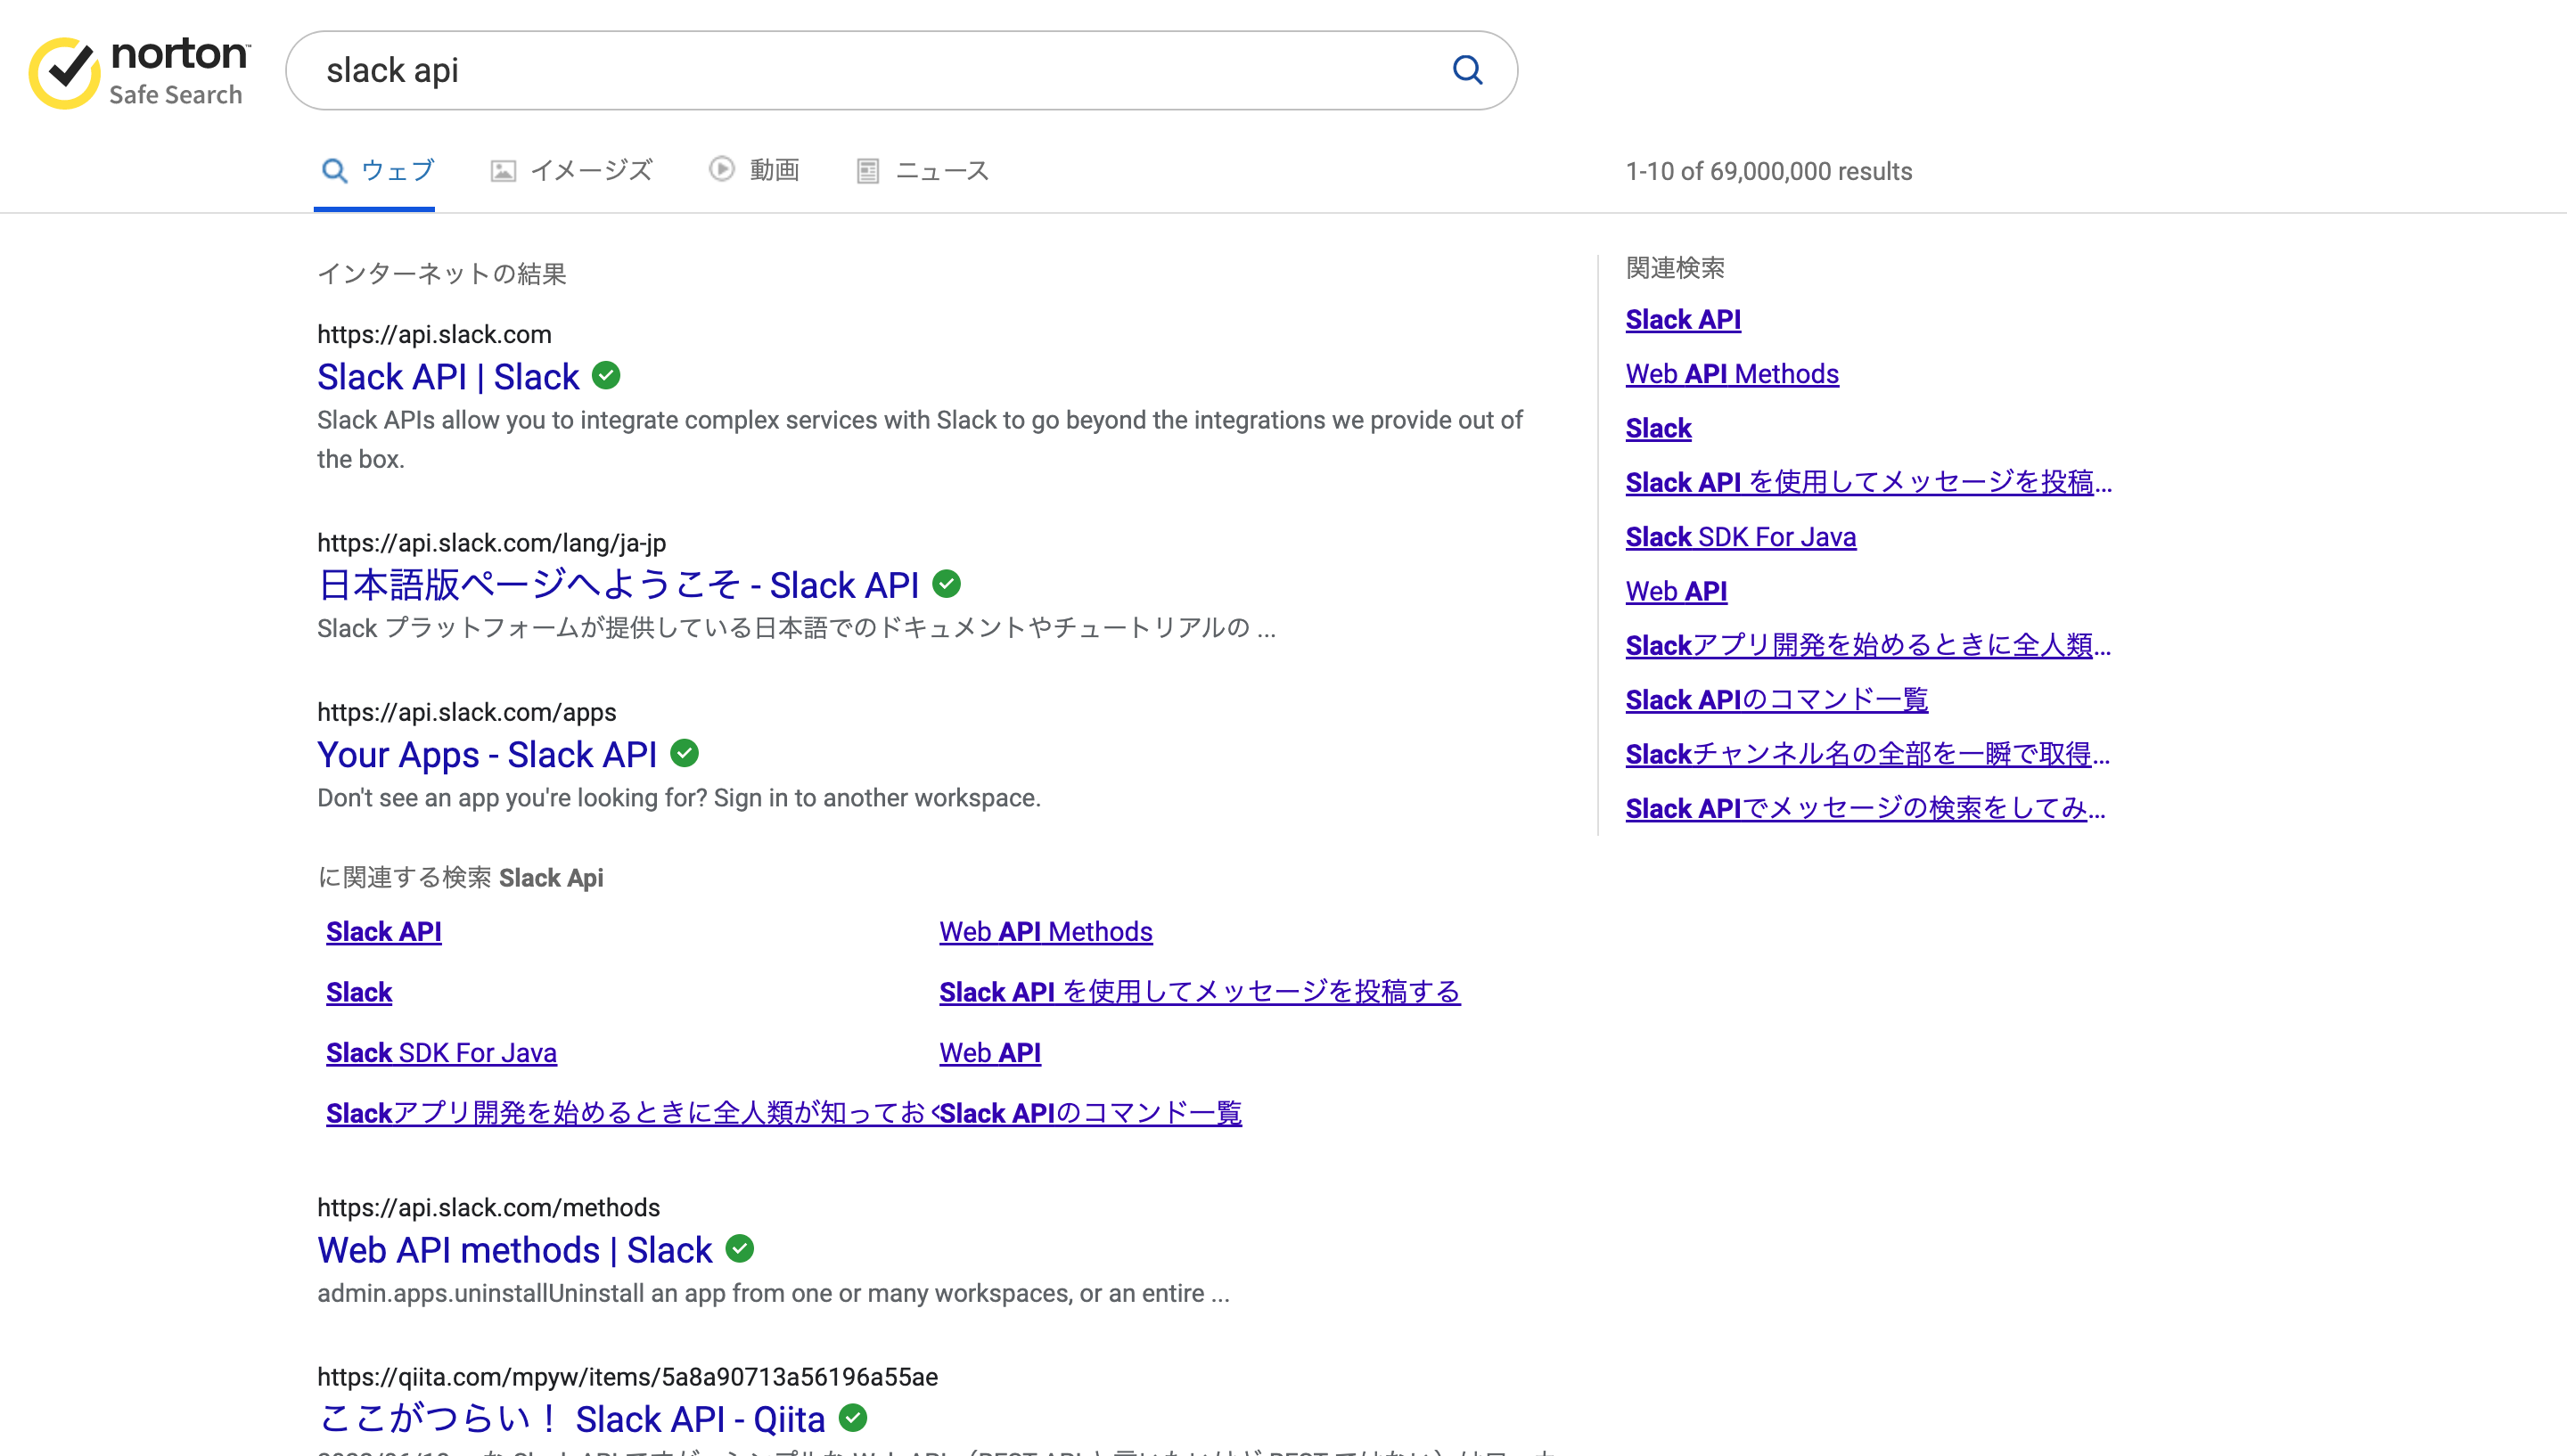 norton™
Safe Search
slack api
ウェブ
イメージズ
動画
ニュース
1-10 of 69,000,000 results
インターネットの結果
https://api.slack.com
Slack API | Slack
Slack APIs allow you to integrate complex services with Slack to go beyond the integrations we provide out of
the box.
https://api.slack.com/lang/ja-jp
日本語版ページへようこそ - Slack API
Slack プラットフォームが提供している日本語でのドキュメントやチュートリアルの ...
https://api.slack.com/apps
Your Apps - Slack API
Don't see an app you're looking for? Sign in to another workspace.
に関連する検索 Slack Api
Slack API
Web API Methods
Slack
Slack API を使用してメッセージを投稿する
Slack SDK For Java
Web API
Slackアプリ開発を始めるときに全人類が知っておく
Slack APIのコマンド一覧
https://api.slack.com/methods
Web API methods | Slack
admin.apps.uninstallUninstall an app from one or many workspaces, or an entire ...
https://qiita.com/mpyw/items/5a8a90713a56196a55ae
ここがつらい！ Slack API - Qiita
関連検索
Slack API
Web API Methods
Slack
Slack API を使用してメッセージを投稿...
Slack SDK For Java
Web API
Slackアプリ開発を始めるときに全人類...
Slack APIのコマンド一覧
Slackチャンネル名の全部を一瞬で取得...
Slack APIでメッセージの検索をしてみ...